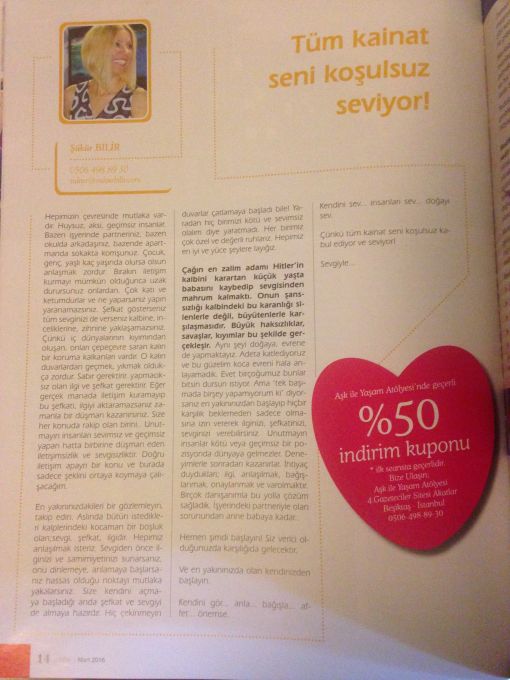 Tüm kainat
seni koşulsuz
seviyor!
Şükür BİLİR
0506 498 89 30
Hepimizin çevresinde mutlaka var-
dır. Huysuz, aksi, geçimsiz insanlar.
Bazen işyerinde partneriniz, bazen
okulda arkadaşınız, bazende apart-
manda sokakta komşunuz. Çocuk,
genç, yaşlı kaç yaşında olursa olsun
anlaşmak zordur. Bırakın iletişim
kurmayı mümkün olduğunca uzak
durursunuz onlardan. Çok katı ve
ketumdurlar ve ne yaparsanız yapın
yaranamazsınız. Şefkat gösterseniz
tüm sevginizi de verseniz kalbine, in-
celiklerine, zihnine yaklaşamazsınız.
Çünkü iç dünyalarının kıyımından
oluşan, onları çepeçevre saran kalın
bir koruma kalkanları vardır. O kalın
duvarlardan geçmek, yıkmak olduk-
ça zordur. Sabır gerektirir, yapmacık-
sız olan ilgi ve şefkat gerektirir. Eğer
gerçek manada iletişim kuramayıp
bu şefkati, ilgiyi aktaramazsanız za-
manla bir düşman kazanırsınız. Size
her konuda rakip olan birini.. Unut-
mayın insanları sevimsiz ve geçimsiz
yapan hatta birbirine düşman eden
iletişimsizlik ve sevgisizliktir. Doğru
iletişim apayrı bir konu ve burada
sadece şeklini ortaya koymaya çalı-
şacağım.
En yakınınızdakileri bir gözlemleyin,
takip edin. Aslında bütün istedikle-
ri kalplerindeki kocaman bir boşluk
olan;sevgi, şefkat, ilgidir. Hepimiz
anlaşılmak isteriz. Sevgiden önce il-
ginizi ve samimiyetinizi sunarsanız,
onu dinlemeye, anlamaya başlarsa-
nız hassas olduğu noktayı mutlaka
yakalarsınız. Size kendini açma-
ya başladığı anda şefkat ve sevgiyi
de almaya hazırdır. Hiç çekinmeyin
duvarlar çatlamaya başladı bile! Ya-
radan hiç birimizi kötü ve sevimsiz
olalım diye yaratmadı. Her birimiz
çok özel ve değerli ruhlarız. Hepimiz
en iyi ve yüce şeylere layığız.
Çağın en zalim adamı Hitler'in
kalbini karartan küçük yaşta
babasını kaybedip sevgisinden
mahrum kalmaktı. Onun şans-
sızlığı kalbindeki bu karanlığı si-
lenlerle değil, büyütenlerle kar-
şılaşmasıdır. Büyük haksızlıklar,
savaşlar, kıyımlar bu şekilde ger-
çekleşir. Aynı şeyi doğaya, evrene
de yapmaktayız. Adeta katlediyoruz
ve bu güzelim koca evreni hala an-
layamadık. Evet birçoğumuz bunlar
bitsin dursun istiyor. Ama 'tek başı-
mada birşey yapamıyorum ki' diyor-
sanız en yakınınızdan başlayıp hiçbir
karşılık beklemeden sadece olma-
sına izin vererek ilginizi, şefkatinizi,
sevginizi verebilirsiniz. Unutmayın
insanlar kötü veya geçimsiz bir po-
zisyonda dünyaya gelmezler. Dene-
yimlerle sonradan kazanırlar. İhtiyaç
duydukları; ilgi, anlaşılmak, bağış-
lanmak, onaylanmak ve varolmaktır.
Birçok danışanımla bu yolla çözüm
sağladık. İşyerindeki partneriyle olan
sorunundan anne babaya kadar..
Hemen şimdi başlayın! Siz verici ol-
duğunuzda karşılığıda gelecektir.
Ve en yakınınızda olan kendinizden
başlayın.
Kendini gör... anla... bağışla... af-
fet... önemse.
Kendini sev... insanları sev... doğayı
sev.
Çünkü tüm kainat seni koşulsuz ka-
bul ediyor ve seviyor!
Sevgiyle...
Aşk ile Yaşam Atölyesi'nde geçerli
%50
indirim kuponu
* ilk seansta geçerlidir.
Bize Ulaşın;
Aşk ile Yaşam Atölyesi
4.Gazeteciler Sitesi Akatlar
Beşiktaş - İstanbul
0506 498 89-30
14
Mart 2016